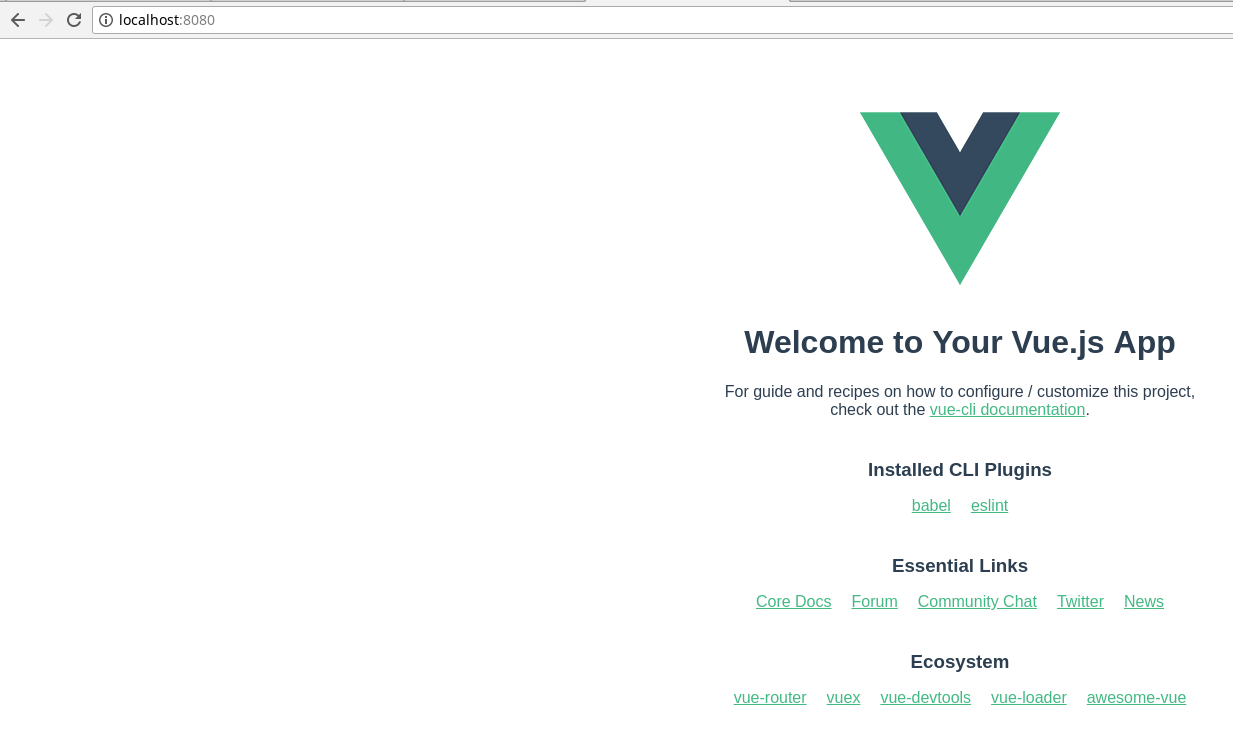 localhost:8080
Welcome to Your Vue.js App
For guide and recipes on how to configure / customize this project,
check out the vue-cli documentation.
Installed CLI Plugins
babel eslint
Essential Links
Core Docs Forum Community Chat Twitter News
Ecosystem
vue-router vuex vue-devtools vue-loader awesome-vue